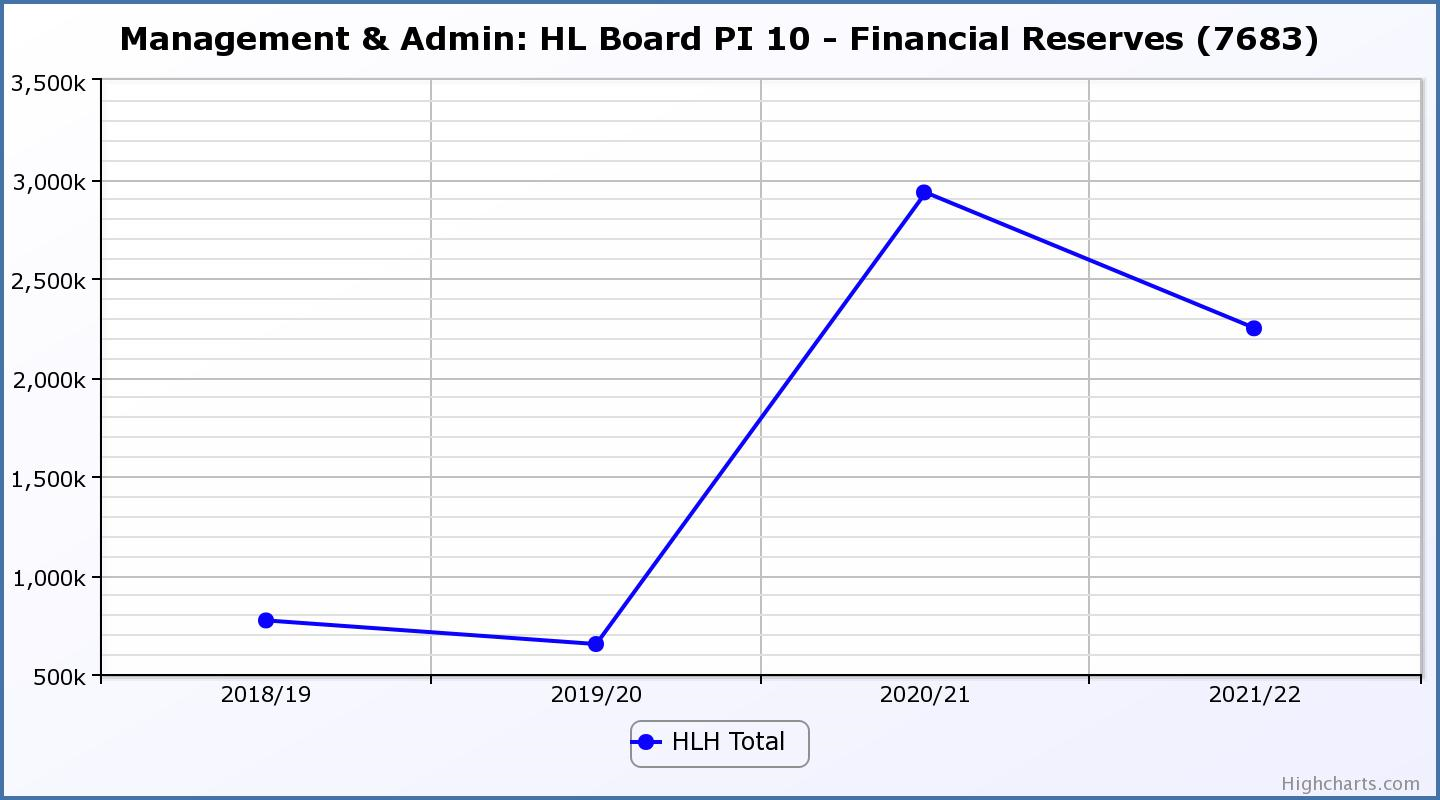 Management & Admin: HL Board PI 10 - Financial Reserves (7683)
3,500k
3,000k
2,500k
2,000k
1,500k
1,000k
500k
2018/19 2019/20 2020/21 2021/22
HLH Total
Highcharts.com